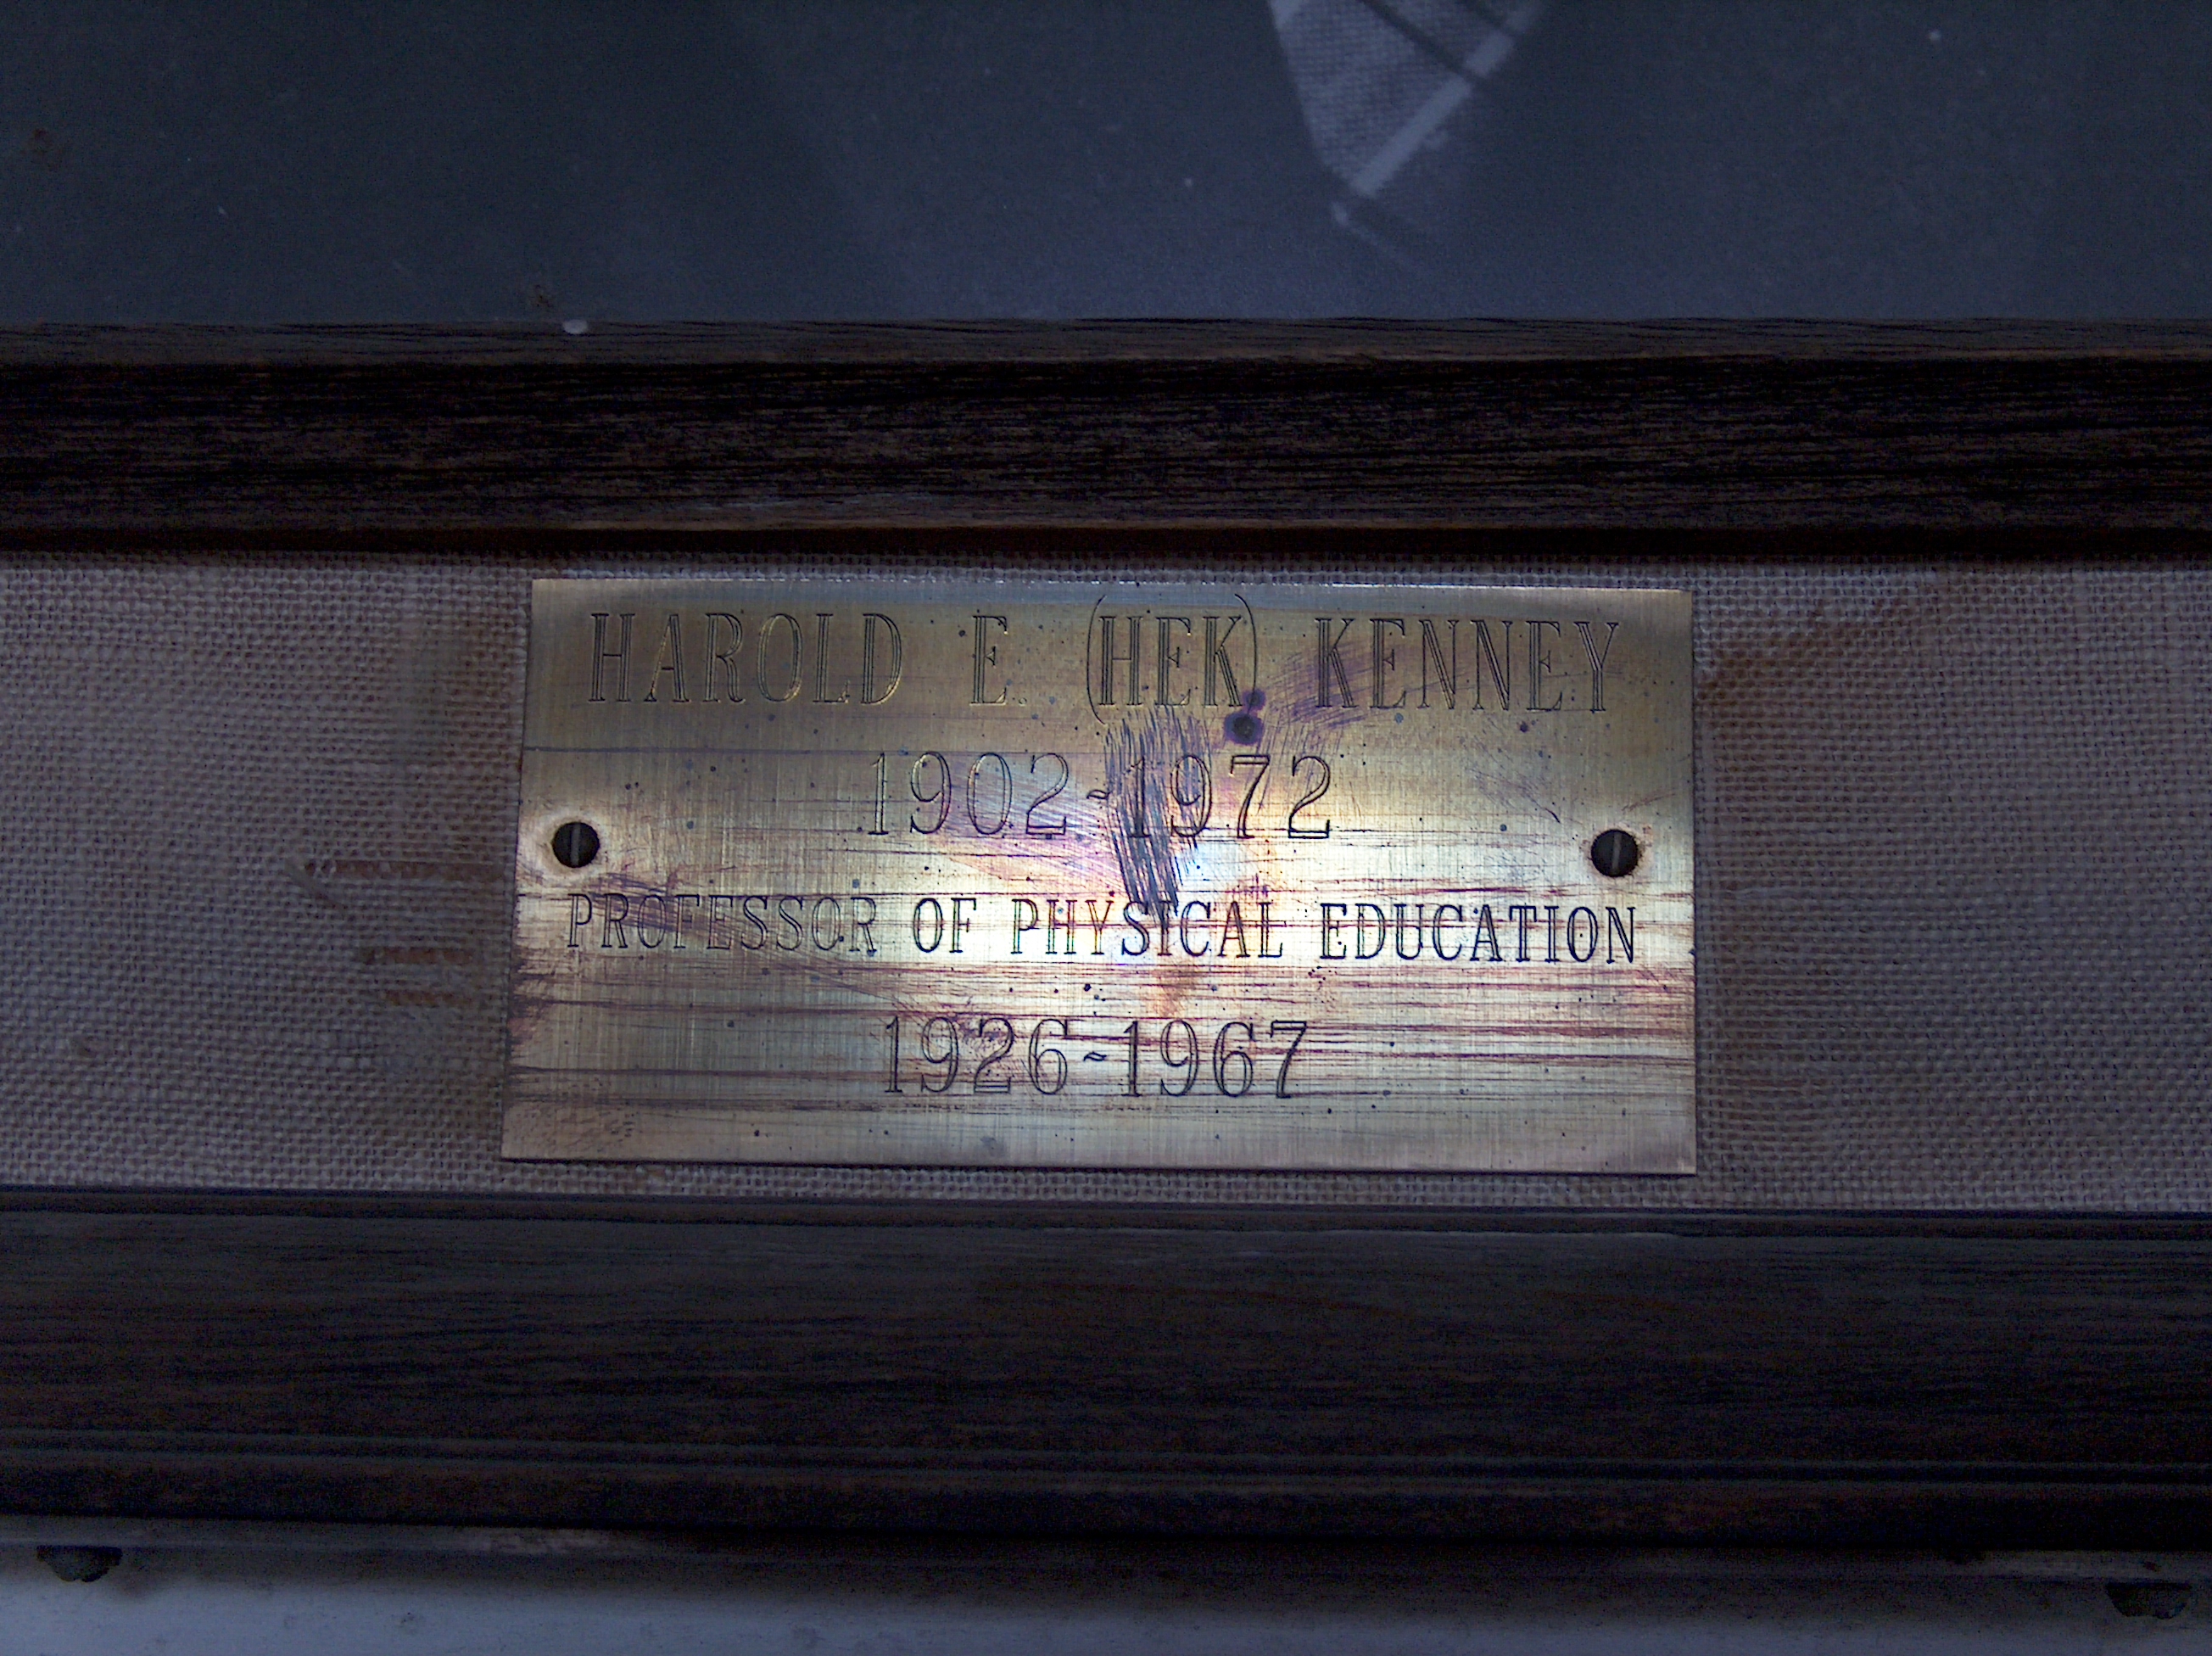 HAROLD E. (HEK) KENNEY
1902-1972
PROFESSOR OF PHYSICAL EDUCATION
1926-1967